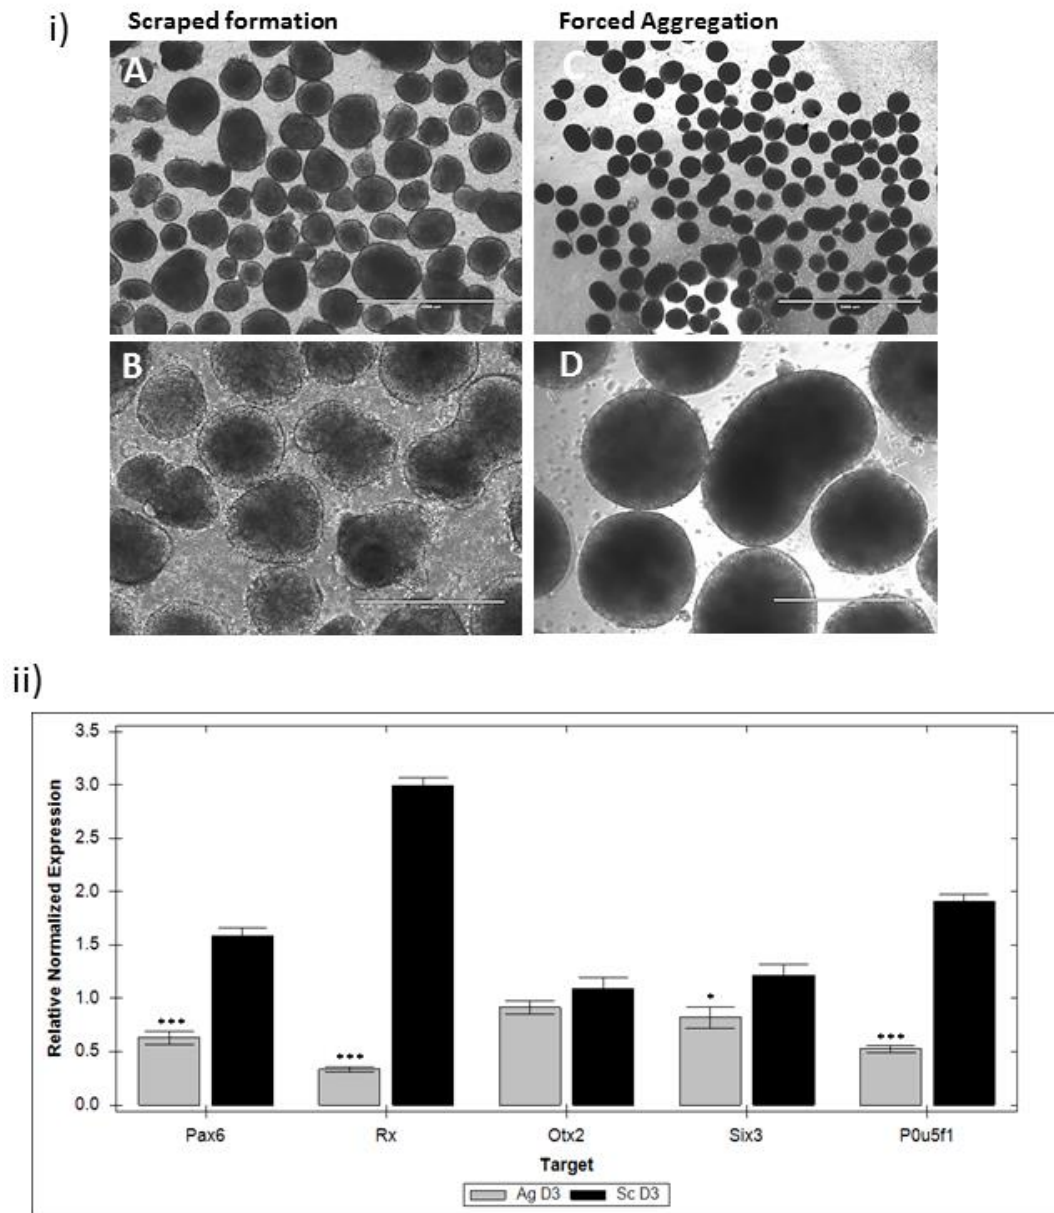 i)
Scraped formation
Forced Aggregation
A
C
B
D
ii)
3.5
3.0
2.5
2.0
1.5
1.0
0.5
0.0
Relative Normalized Expression
***
***
*
***
Pax6
Rx
Otx2
Six3
P0u5f1
Target
Ag D3
Sc D3